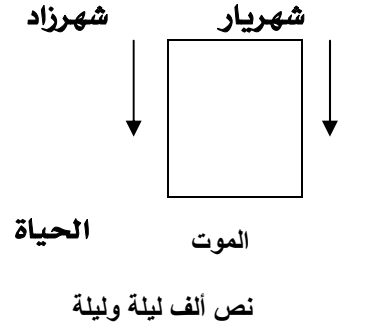 شهريار شهرزاد
الموت الحياة
نص ألف ليلة وليلة